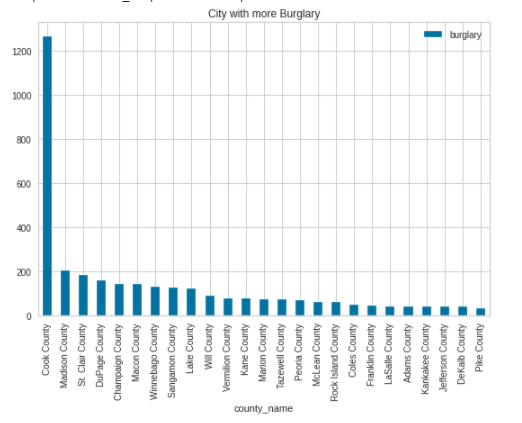 City with more Burglary
burglary
1200
1000
800
600
400
200
0
Cook County
Madison County
St. Clair County
DuPage County
Champaign County
Macon County
Winnebago County
Sangamon County
Lake County
Will County
Vermilion County
Kane County
Marion County
Tazewell County
Peoria County
McLean County
Rock Island County
Coles County
Franklin County
LaSalle County
Adams County
Kankakee County
Jefferson County
DeKalb County
Pike County
county_name